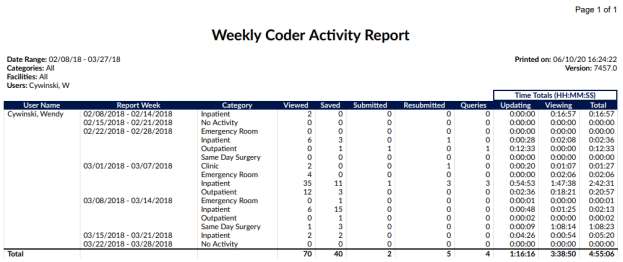 Page 1 of 1
Weekly Coder Activity Report
Date Range: 02/08/18 - 03/27/18
Categories: All
Facilities: All
Users: Cywinski, W
Printed on: 06/10/20 16:24:22
Version: 7457.0
Time Totals (HH:MM:SS)
User Name Report Week Category Viewed Saved Submitted Resubmitted Queries Updating Viewing Total
Cywinski, Wendy 02/08/2018 - 02/14/2018 Inpatient 2 0 0 0 0 0:00:00 0:16:57 0:16:57
02/15/2018 - 02/21/2018 No Activity 0 0 0 0 0 0:00:00 0:00:00 0:00:00
02/22/2018 - 02/28/2018 Emergency Room 0 0 0 0 0 0:00:00 0:00:00 0:00:00
Inpatient 6 3 0 1 0 0:00:28 0:02:08 0:02:36
Outpatient 0 1 1 0 1 0:12:33 0:00:00 0:12:33
Same Day Surgery 0 0 0 0 0 0:00:00 0:00:00 0:00:00
03/01/2018 - 03/07/2018 Clinic 2 0 0 1 0 0:00:20 0:01:07 0:01:27
Emergency Room 4 0 0 0 0 0:00:00 0:02:06 0:02:06
Inpatient 35 11 1 3 3 0:54:53 1:47:38 2:42:31
Outpatient 12 3 0 0 0 0:02:36 0:18:21 0:20:57
03/08/2018 - 03/14/2018 Emergency Room 0 0 0 0 0 0:00:01 0:00:00 0:00:01
Inpatient 6 15 0 0 0 0:00:48 0:01:25 0:02:13
Outpatient 0 1 0 0 0 0:00:02 0:00:00 0:00:02
Same Day Surgery 1 3 0 0 0 0:00:09 1:08:14 1:08:23
03/15/2018 - 03/21/2018 Inpatient 2 2 0 0 0 0:04:26 0:00:54 0:05:20
03/22/2018 - 03/28/2018 No Activity 0 0 0 0 0 0:00:00 0:00:00 0:00:00
Total 70 40 2 5 4 1:16:16 3:38:50 4:55:06